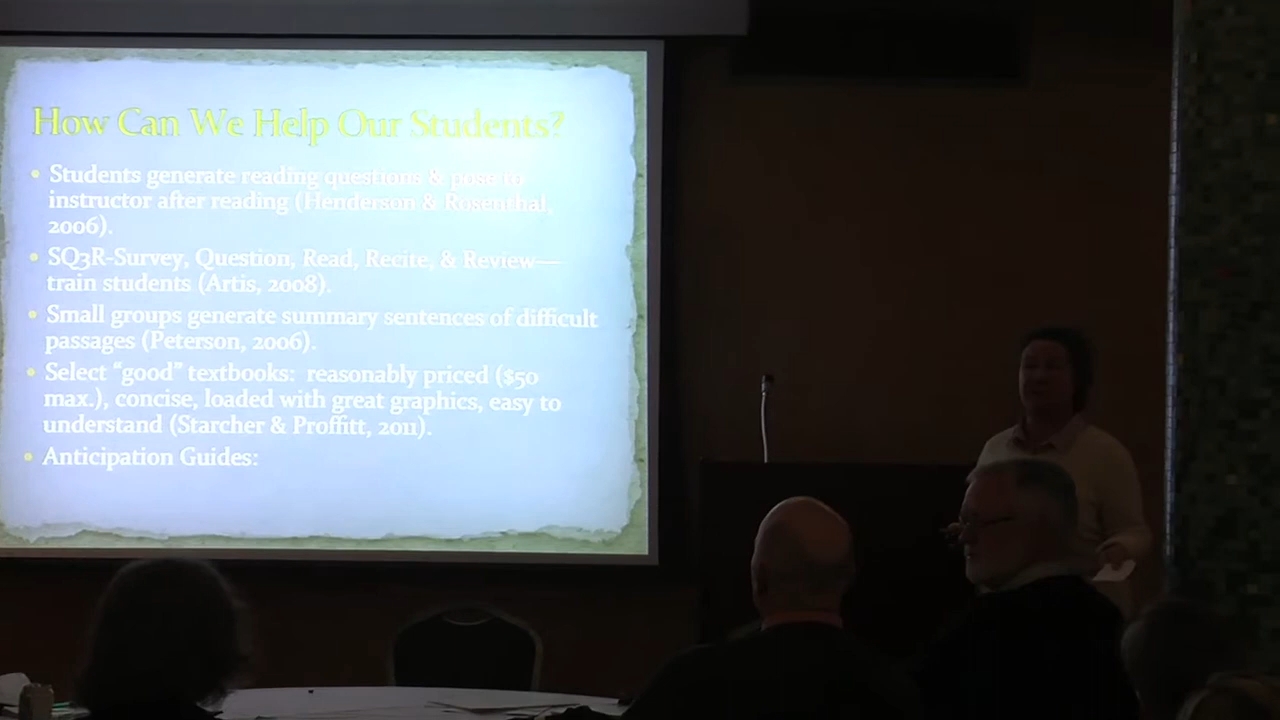 How Can We Help Our Students?
• Students generate reading questions & pose to
instructor after reading (Henderson & Rosenthal,
2006).
• SQ3R-Survey, Question, Read, Recite, & Review—
train students (Artis, 2008).
• Small groups generate summary sentences of difficult
passages (Peterson, 2006).
• Select “good” textbooks: reasonably priced ($50
max.), concise, loaded with great graphics, easy to
understand (Starcher & Proffitt, 2011).
• Anticipation Guides: